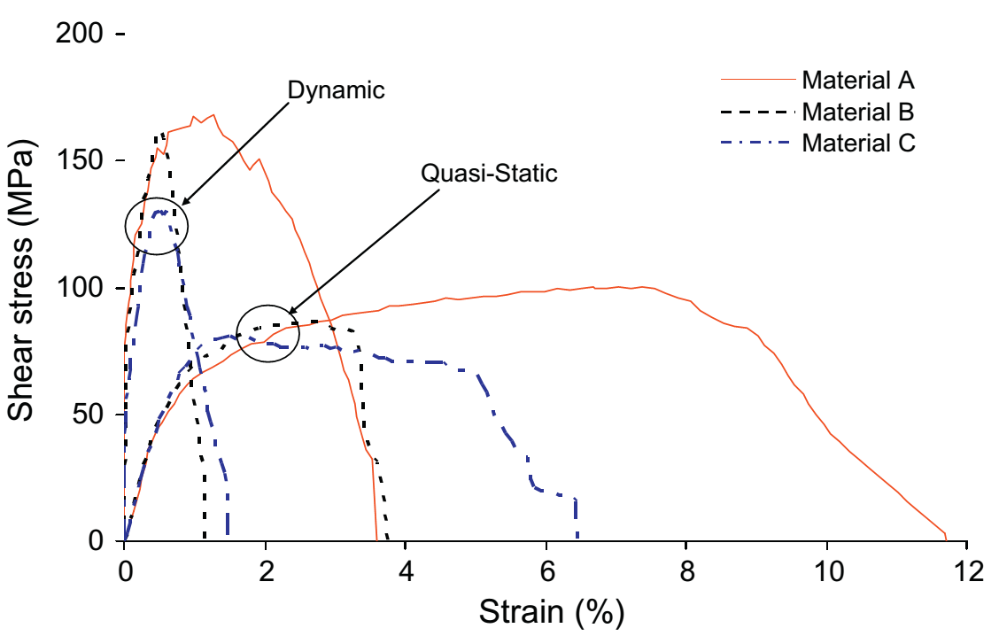 200
150
100
50
0
Shear stress (MPa)
Dynamic
Quasi-Static
Material A
Material B
Material C
0 2 4 6 8 10 12
Strain (%)